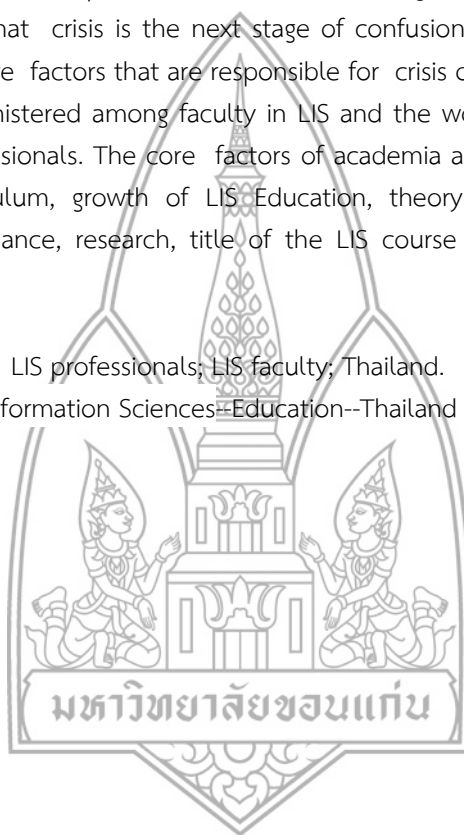 hat crisis is the next stage of confusion
e factors that are responsible for crisis c
nistered among faculty in LIS and the wo
sionals. The core factors of academia a
ulum, growth of LIS Education, theory
ance, research, title of the LIS course
LIS professionals; LIS faculty; Thailand.
formation Sciences--Education--Thailand
มหาวิทยาลัยขอนแก่น